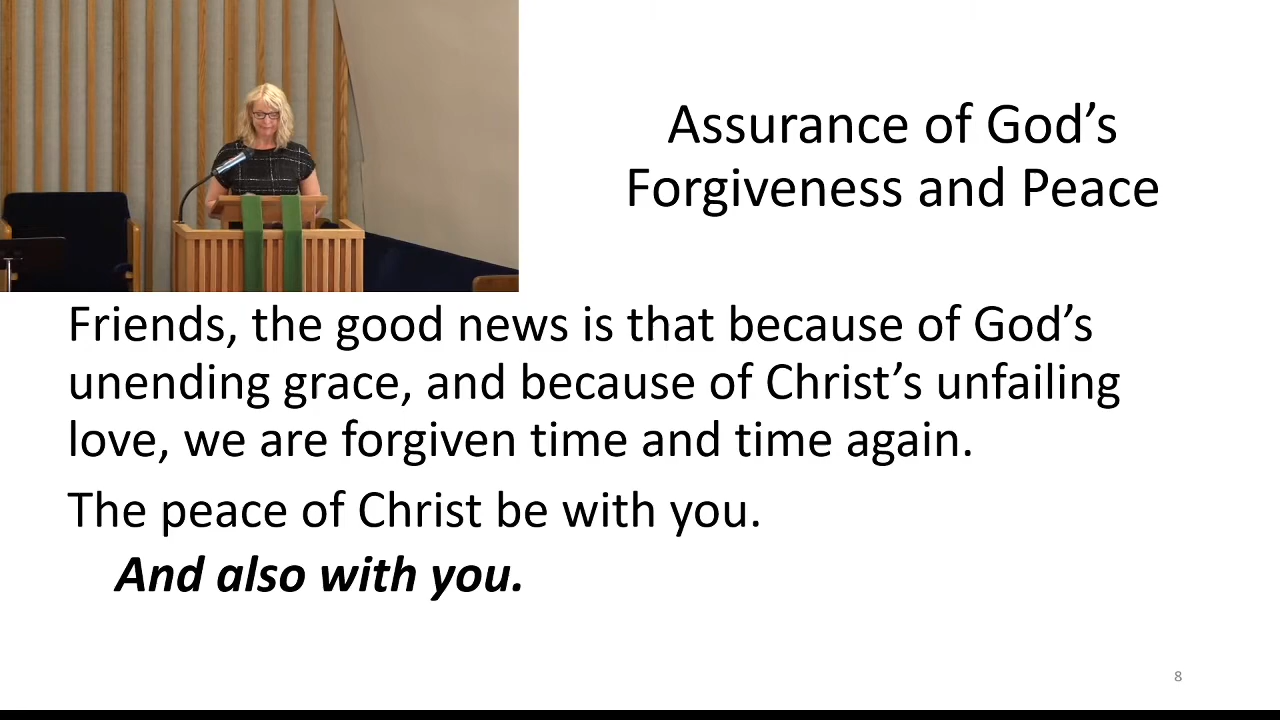 Assurance of God’s
Forgiveness and Peace
Friends, the good news is that because of God’s
unending grace, and because of Christ’s unfailing
love, we are forgiven time and time again.
The peace of Christ be with you.
And also with you.
8